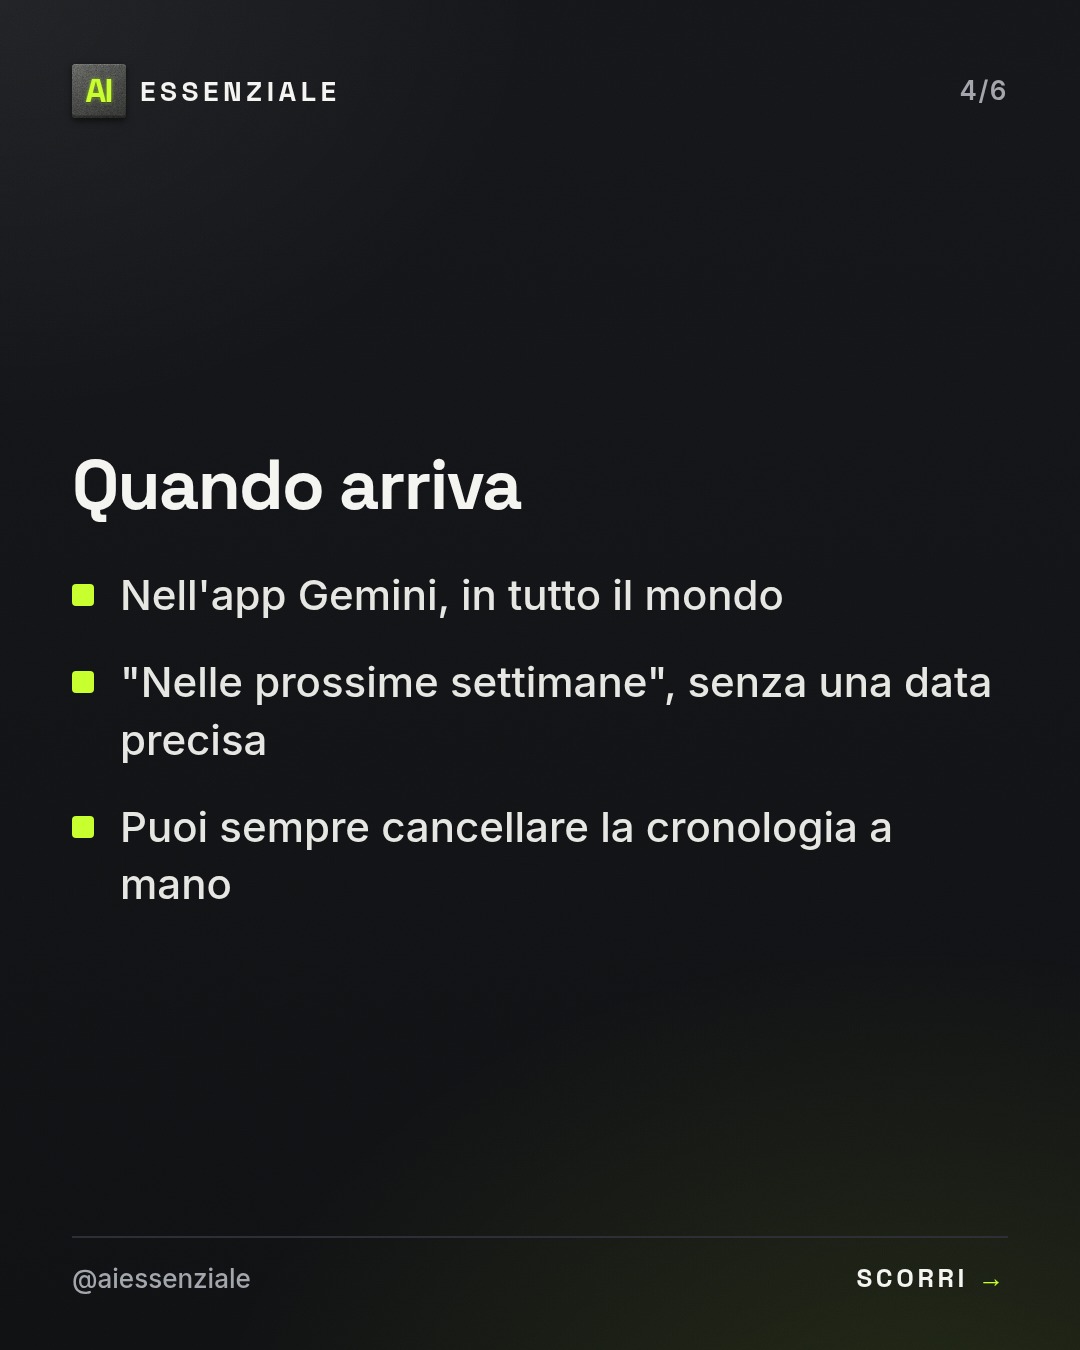 AI ESSENZIALE
4/6
Quando arriva
Nell'app Gemini, in tutto il mondo
"Nelle prossime settimane", senza una data
precisa
Puoi sempre cancellare la cronologia a
mano
@aiessenziale
SCORRI →